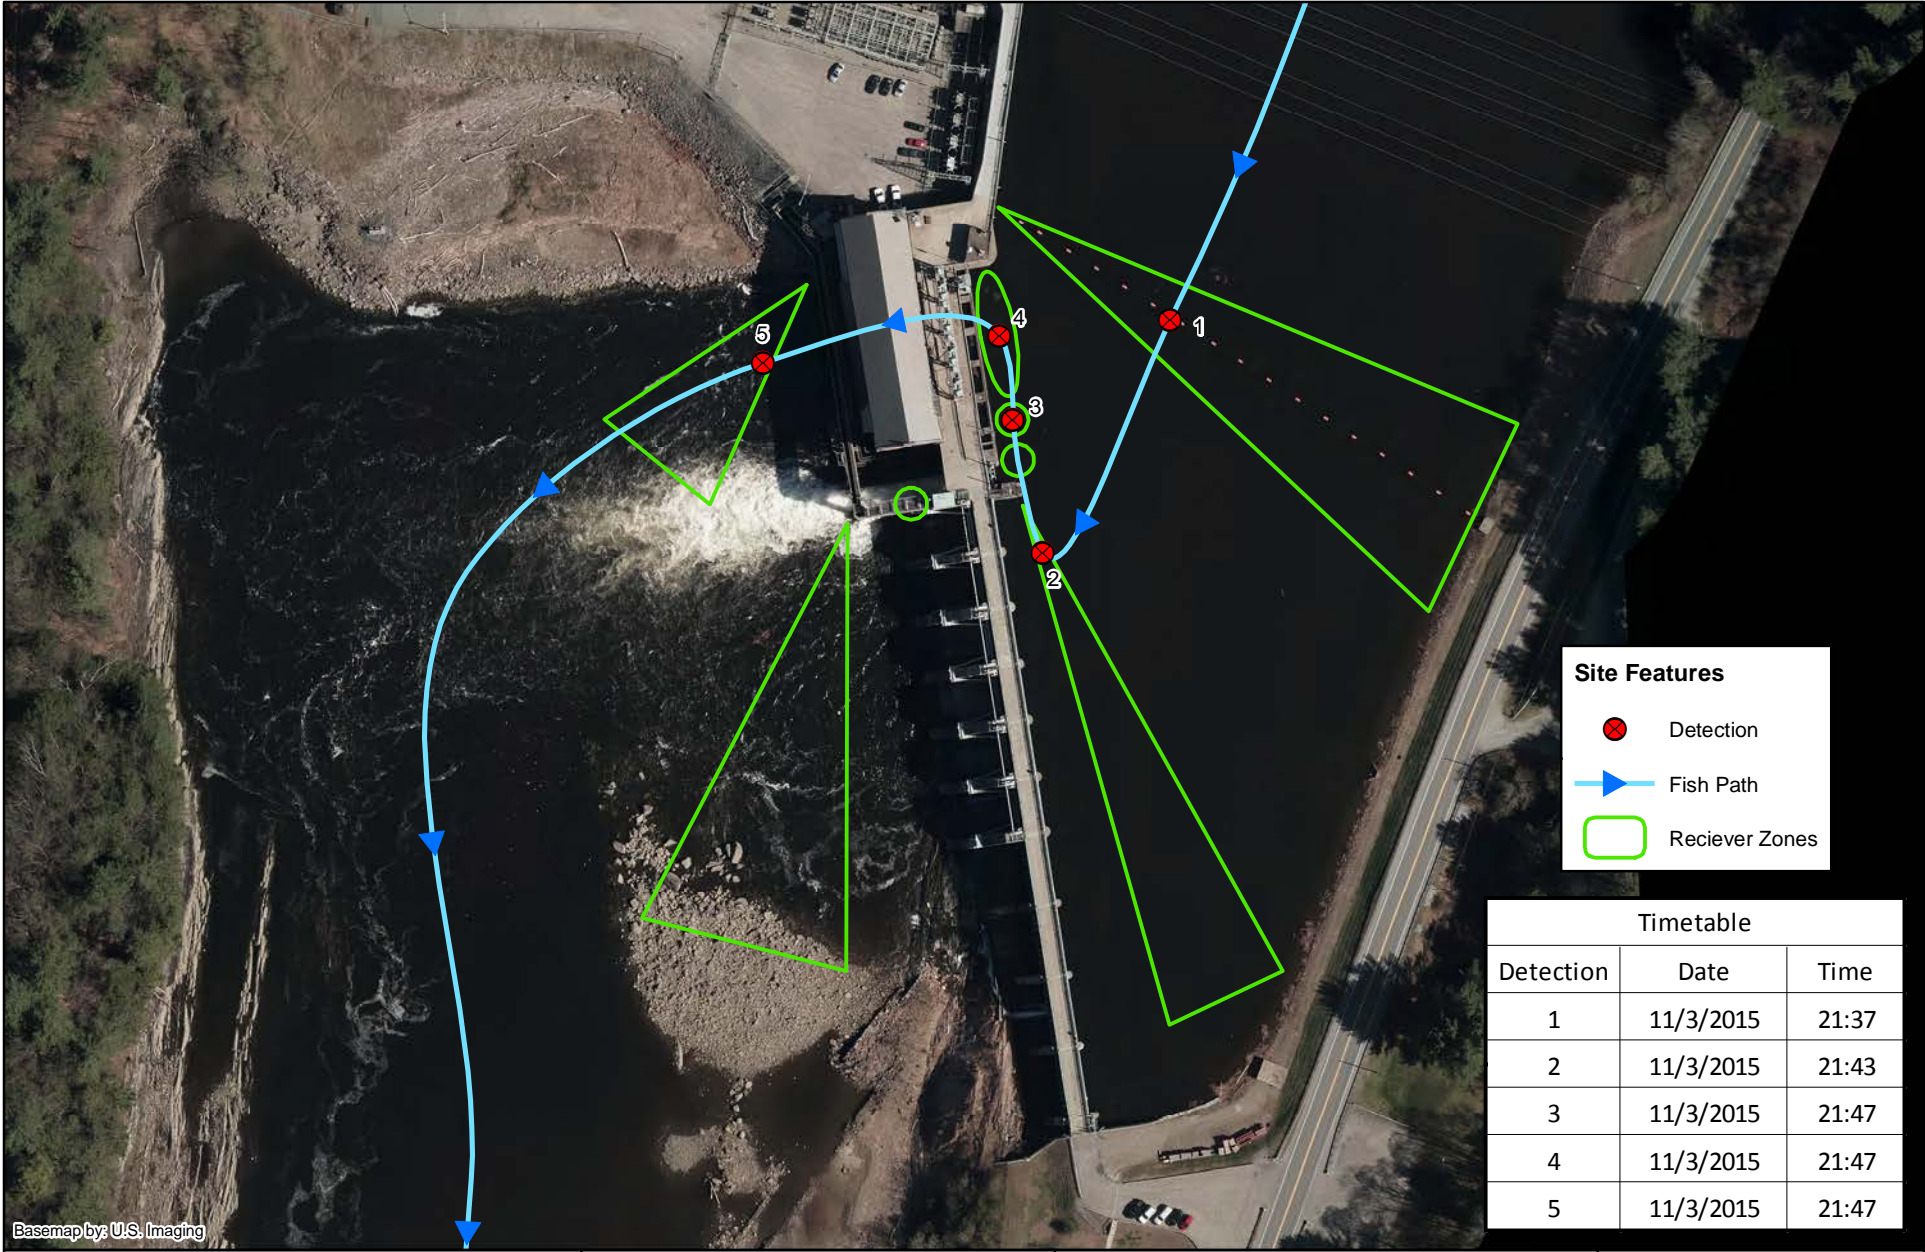 5
4
1
3
2
Site Features
Detection
Fish Path
Reciever Zones
Timetable
Detection Date Time
1 11/3/2015 21:37
2 11/3/2015 21:43
3 11/3/2015 21:47
4 11/3/2015 21:47
5 11/3/2015 21:47
Basemap by: U.S. Imaging